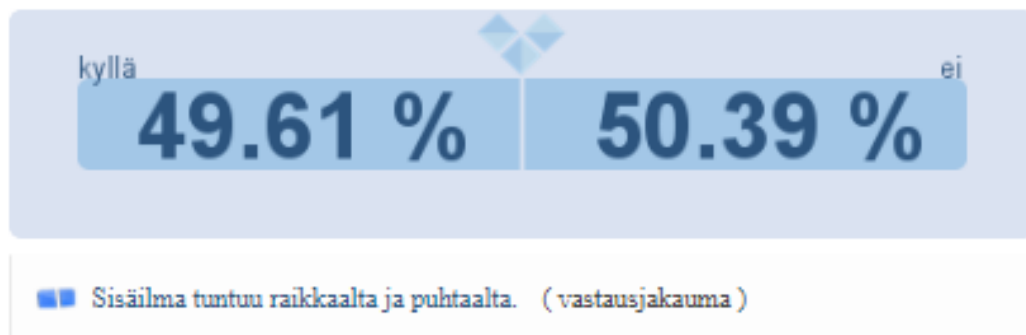 kyllä ei
49.61 % 50.39 %
Sisäilma tuntuu raikkaalta ja puhtaalta. ( vastausjakauma )